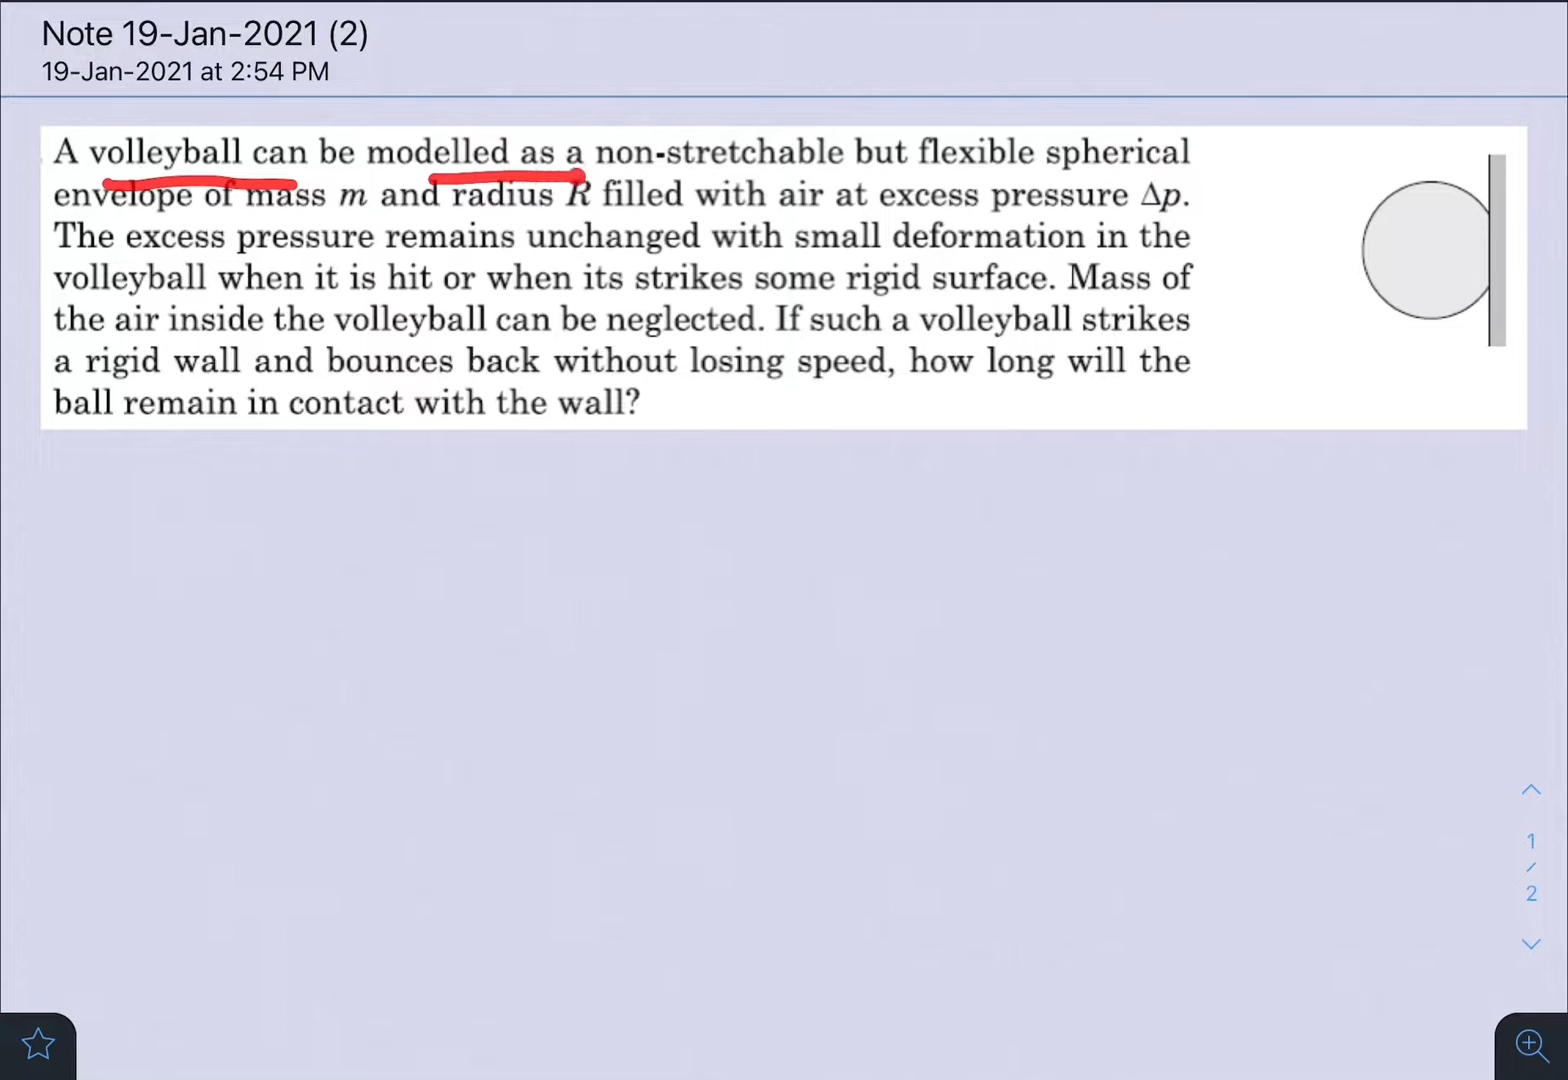 Note 19-Jan-2021 (2)
19-Jan-2021 at 2:54 PM
A volleyball can be modelled as a non-stretchable but flexible spherical
envelope of mass m and radius R filled with air at excess pressure Δp.
The excess pressure remains unchanged with small deformation in the
volleyball when it is hit or when its strikes some rigid surface. Mass of
the air inside the volleyball can be neglected. If such a volleyball strikes
a rigid wall and bounces back without losing speed, how long will the
ball remain in contact with the wall?
1
/
2